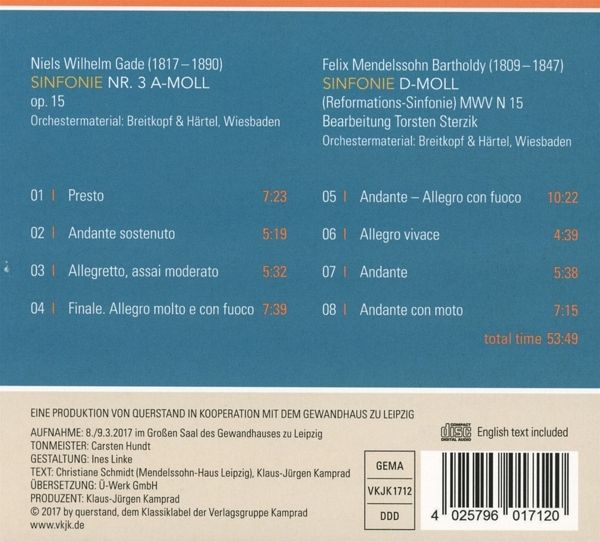 Niels Wilhelm Gade (1817–1890)
SINFONIE NR. 3 A-MOLL
op. 15
Orchestermaterial: Breitkopf & Härtel, Wiesbaden
01 | Presto 7:23
02 | Andante sostenuto 5:19
03 | Allegretto, assai moderato 5:32
04 | Finale. Allegro molto e con fuoco 7:39
Felix Mendelssohn Bartholdy (1809–1847)
SINFONIE D-MOLL
(Reformations-Sinfonie) MWV N 15
Bearbeitung Torsten Sterzik
Orchestermaterial: Breitkopf & Härtel, Wiesbaden
05 | Andante – Allegro con fuoco 10:22
06 | Allegro vivace 4:39
07 | Andante 5:38
08 | Andante con moto 7:15
total time 53:49
EINE PRODUKTION VON QUERSTAND IN KOOPERATION MIT DEM GEWANDHAUS ZU LEIPZIG
AUFNAHME: 8./9.3.2017 im Großen Saal des Gewandhauses zu Leipzig
TONMEISTER: Carsten Hundt
GESTALTUNG: Ines Linke
TEXT: Christiane Schmidt (Mendelssohn-Haus Leipzig), Klaus-Jürgen Kamprad
ÜBERSETZUNG: Ü-Werk GmbH
PRODUZENT: Klaus-Jürgen Kamprad
© 2017 by querstand, dem Klassiklabel der Verlagsgruppe Kamprad
www.vkjk.de
COMPACT
disc
DIGITAL AUDIO
English text included
GEMA
VKJK 1712
DDD
4 025796 017120